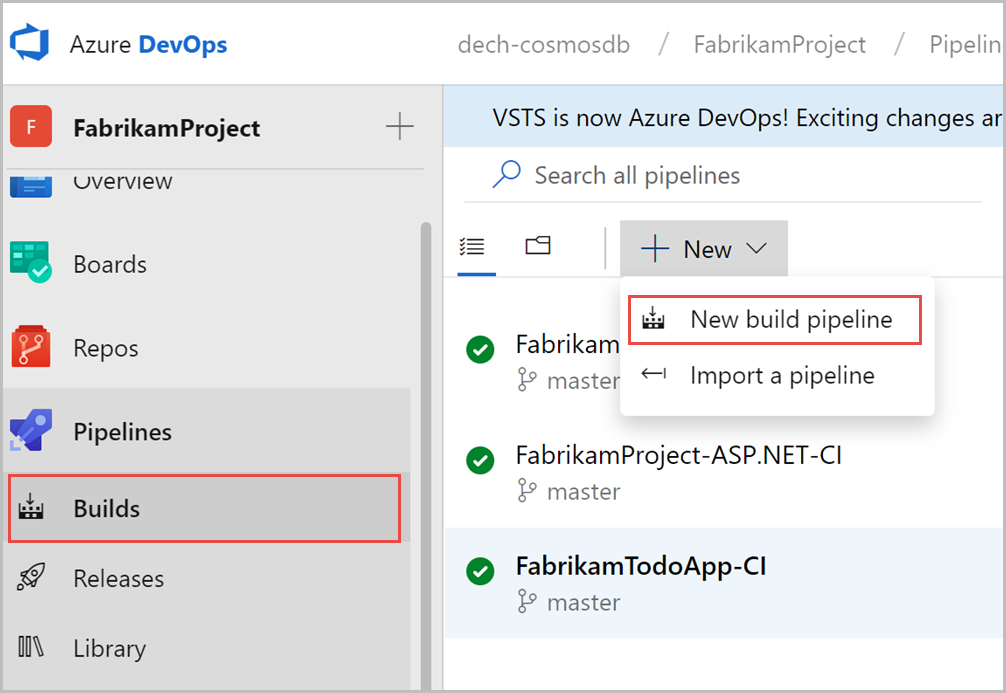 Azure DevOps
dech-cosmosdb / FabrikamProject / Pipelin
F FabrikamProject
Overview
Boards
Repos
Pipelines
Builds
Releases
Library
VSTS is now Azure DevOps! Exciting changes ar
Search all pipelines
New
New build pipeline
Import a pipeline
Fabrikam
master
FabrikamProject-ASP.NET-CI
master
FabrikamTodoApp-CI
master